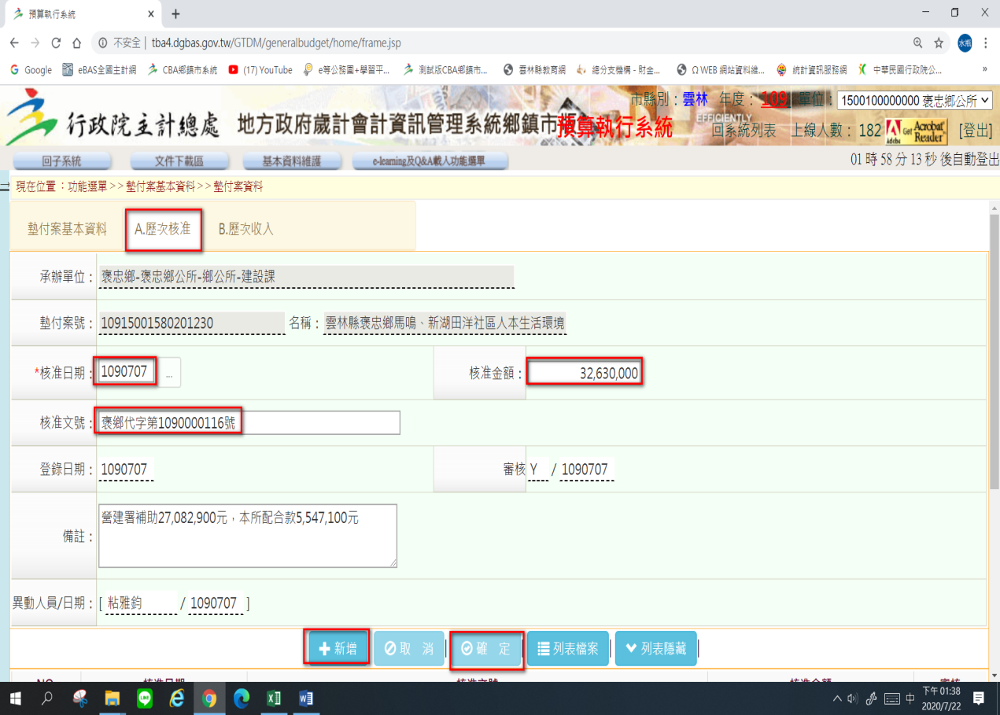 預算執行系統
不安全 | tba4.dgbas.gov.tw/GTDM/generalbudget/home/frame.jsp
水瓶
Google eBAS全國主計網 CBA鄉鎮市系統 (17) YouTube e等公務園+學習平... 測試版CBA鄉鎮市... 雲林縣教育網 總分支機構 - 財金... Ω WEB 網站資料維... 統計資訊服務網 中華民國行政院公... »
市縣別：雲林 年度：109 單位：1500100000000 褒忠鄉公所
行政院主計總處 地方政府歲計會計資訊管理系統鄉鎮市版 預算執行系統
EFFICIENTLY
回系統列表 上線人數：182 Get Acrobat Reader Adobe [登出]
回子系統 文件下載區 基本資料維護 e-learning及Q&A載入功能選單 01 時 58 分 13 秒 後自動登出
現在位置：功能選單>>墊付案基本資料>>墊付案資料
墊付案基本資料 A.歷次核准 B.歷次收入
承辦單位：褒忠鄉-褒忠鄉公所-鄉公所-建設課
墊付案號：10915001580201230 名稱：雲林縣褒忠鄉馬鳴、新湖田洋社區人本生活環境
*核准日期：1090707 ... 核准金額：32,630,000
核准文號：褒鄉代字第1090000116號
登錄日期：1090707 審核 Y / 1090707
備註：營建署補助27,082,900元，本所配合款5,547,100元
異動人員/日期：[ 粘雅鈞 / 1090707 ]
新增 取 消 | 確 定 | 列表檔案 | 列表隱藏 |
NO 核准日期 核准文號 核准金額 審核
中 下午 01:38
2020/7/22